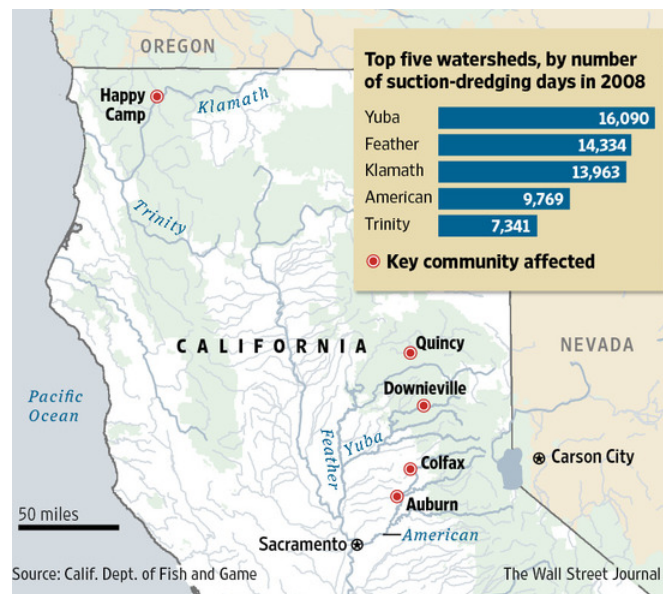 OREGON
Top five watersheds, by number
of suction-dredging days in 2008
Yuba 16,090
Feather 14,334
Klamath 13,963
American 9,769
Trinity 7,341
Key community affected
Happy
Camp
Klamath
Trinity
CALIFORNIA
Quincy
NEVADA
Downieville
Pacific
Ocean
Feather
Yuba
Colfax
Carson City
Auburn
50 miles
American
Sacramento
Source: Calif. Dept. of Fish and Game
The Wall Street Journal